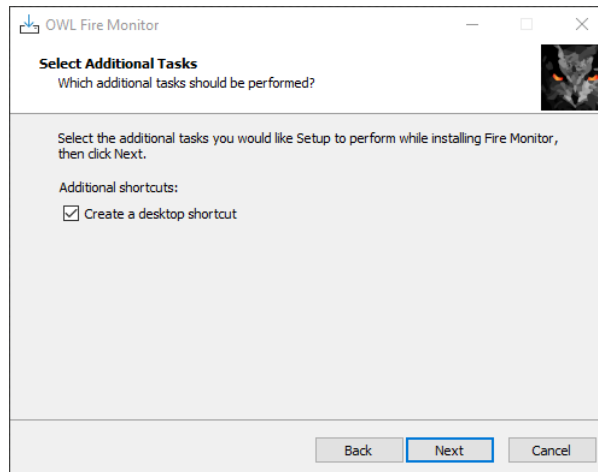 OWL Fire Monitor
Select Additional Tasks
Which additional tasks should be performed?
Select the additional tasks you would like Setup to perform while installing Fire Monitor,
then click Next.
Additional shortcuts:
Create a desktop shortcut
Back Next Cancel